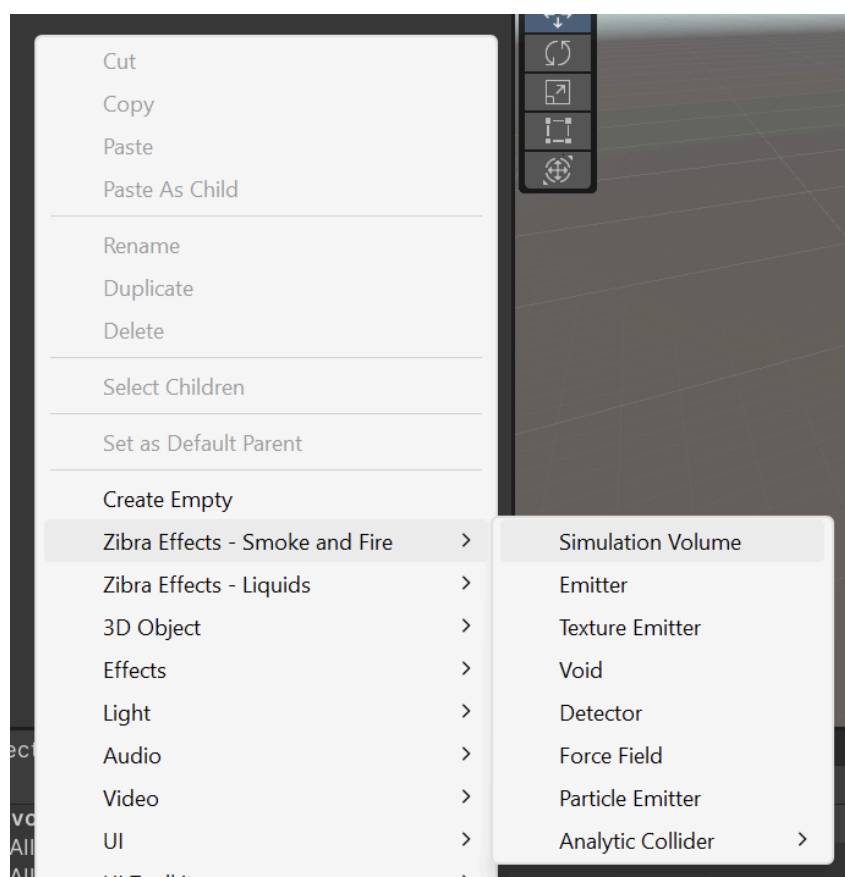 Cut
Copy
Paste
Paste As Child
Rename
Duplicate
Delete
Select Children
Set as Default Parent
Create Empty
Zibra Effects - Smoke and Fire
Zibra Effects - Liquids
3D Object
Effects
Light
Audio
Video
UI
Simulation Volume
Emitter
Texture Emitter
Void
Detector
Force Field
Particle Emitter
Analytic Collider
All